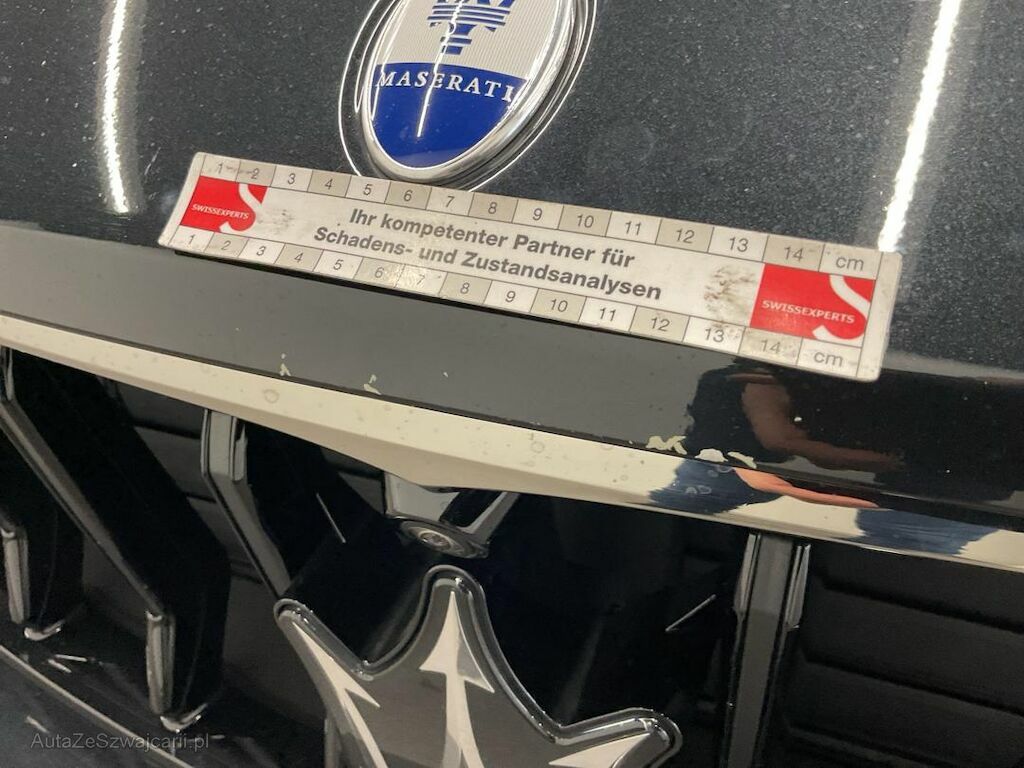 MASERATI
1 2 3 4 5 6 7 8 9 10 11 12 13 14 cm
SWISSEXPERTS
Ihr kompetenter Partner für
Schadens- und Zustandsanalysen
SWISSEXPERTS
1 2 3 4 5 6 7 8 9 10 11 12 13 14 cm
AutaZeSzwajcarii.pl